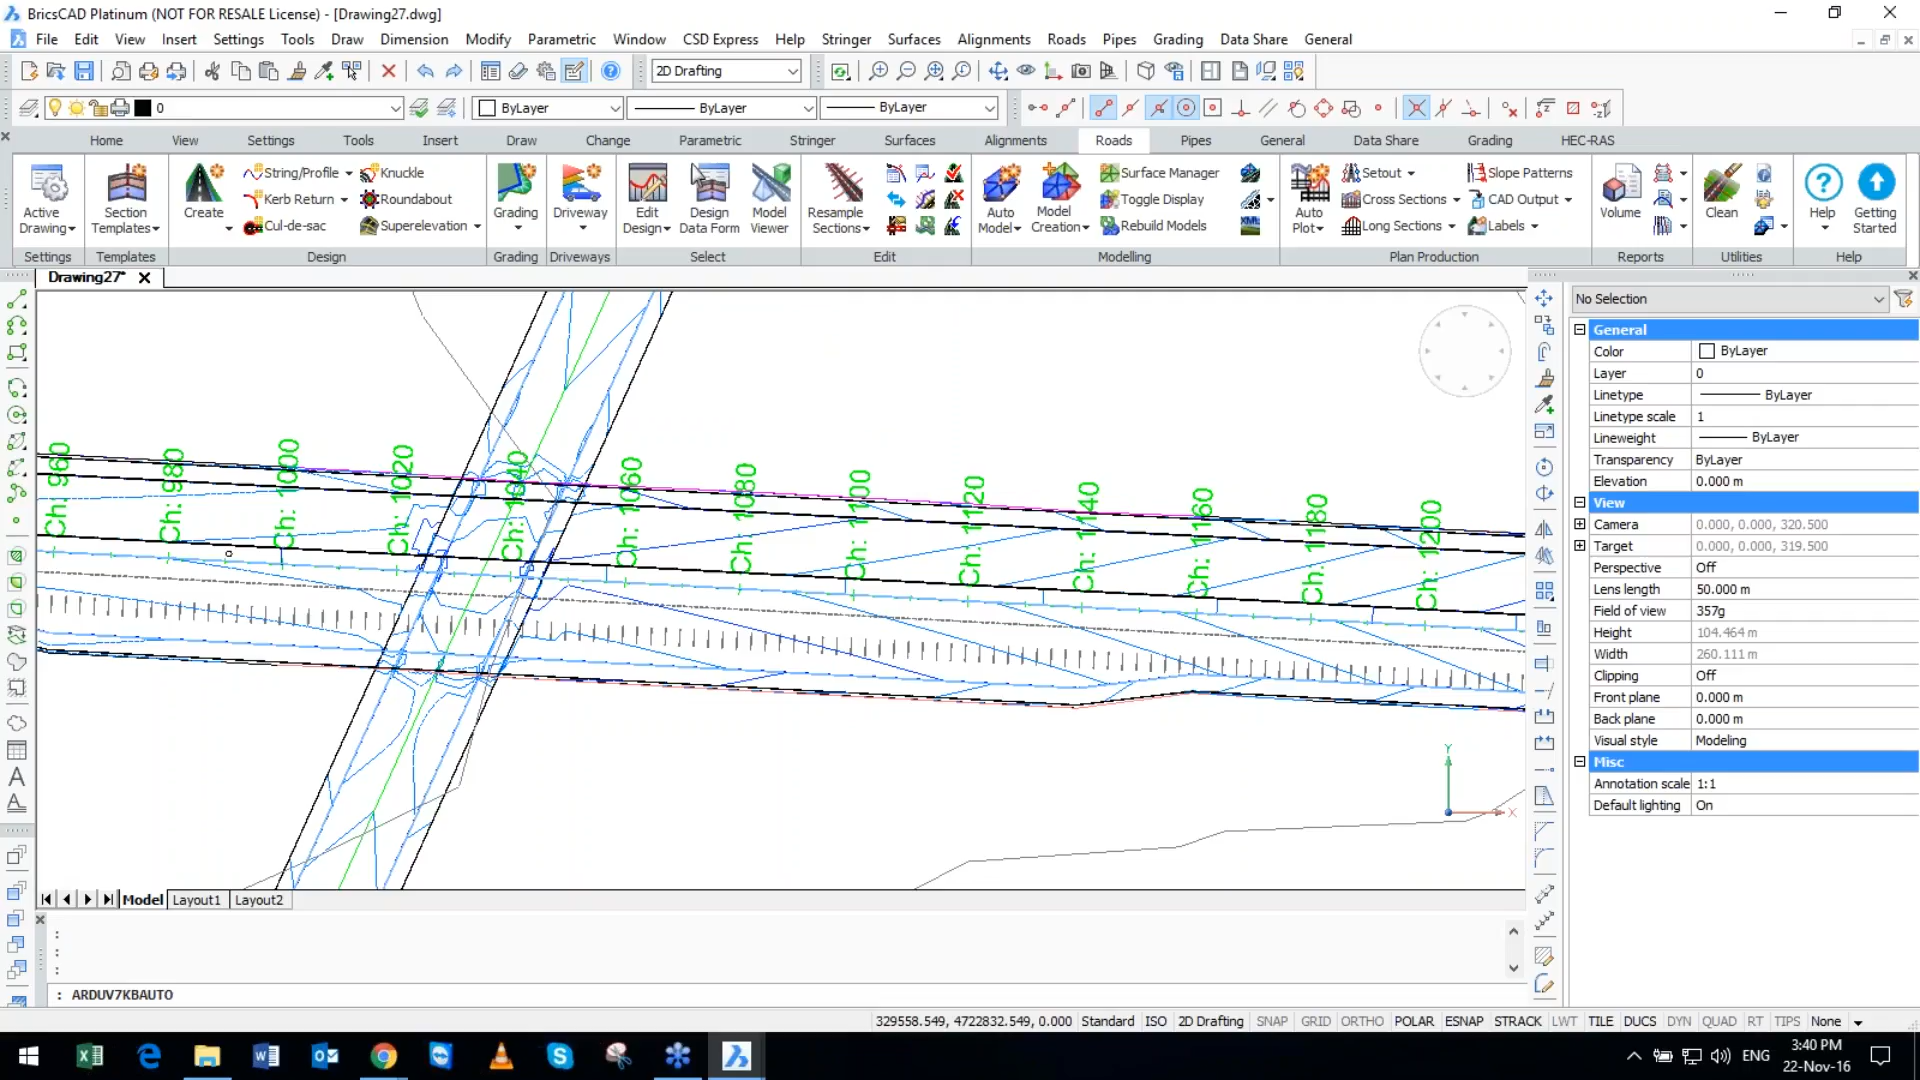 BricsCAD Platinum (NOT FOR RESALE License) - [Drawing27.dwg]
File Edit View Insert Settings Tools Draw Dimension Modify Parametric Window CSD Express Help Stringer Surfaces Alignments Roads Pipes Grading Data Share General
2D Drafting
0 ByLayer ByLayer ByLayer
Home View Settings Tools Insert Draw Change Parametric Stringer Surfaces Alignments Roads Pipes General Data Share Grading HEC-RAS
String/Profile Knuckle Surface Manager Setout Slope Patterns
Kerb Return Roundabout Toggle Display Cross Sections CAD Output
Cul-de-sac Superelevation Rebuild Models Long Sections Labels
Active Drawing
Section Templates
Create
Grading
Driveway
Edit Design
Design Data Form
Model Viewer
Resample Sections
Auto Model
Model Creation
XML
Auto Plot
Volume
Clean
Help
Getting Started
Settings Templates Design Grading Driveways Select Edit Modelling Plan Production Reports Utilities Help
Drawing27*
Ch: 960
Ch: 980
Ch: 1000
Ch: 1020
Ch: 1040
Ch: 1060
Ch: 1080
Ch: 1100
Ch: 1120
Ch: 1140
Ch: 1160
Ch: 1180
Ch: 1200
Y
X
No Selection
General
Color ByLayer
Layer 0
Linetype ByLayer
Linetype scale 1
Lineweight ByLayer
Transparency ByLayer
Elevation 0.000 m
View
Camera 0.000, 0.000, 320.500
Target 0.000, 0.000, 319.500
Perspective Off
Lens length 50.000 m
Field of view 357g
Height 104.464 m
Width 260.111 m
Clipping Off
Front plane 0.000 m
Back plane 0.000 m
Visual style Modeling
Misc
Annotation scale 1:1
Default lighting On
Model Layout1 Layout2
:
:
:
: ARDUV7KBAUTO
329558.549, 4722832.549, 0.000 Standard ISO 2D Drafting SNAP GRID ORTHO POLAR ESNAP STRACK LWT TILE DUCS DYN QUAD RT TIPS None
ENG
3:40 PM
22-Nov-16